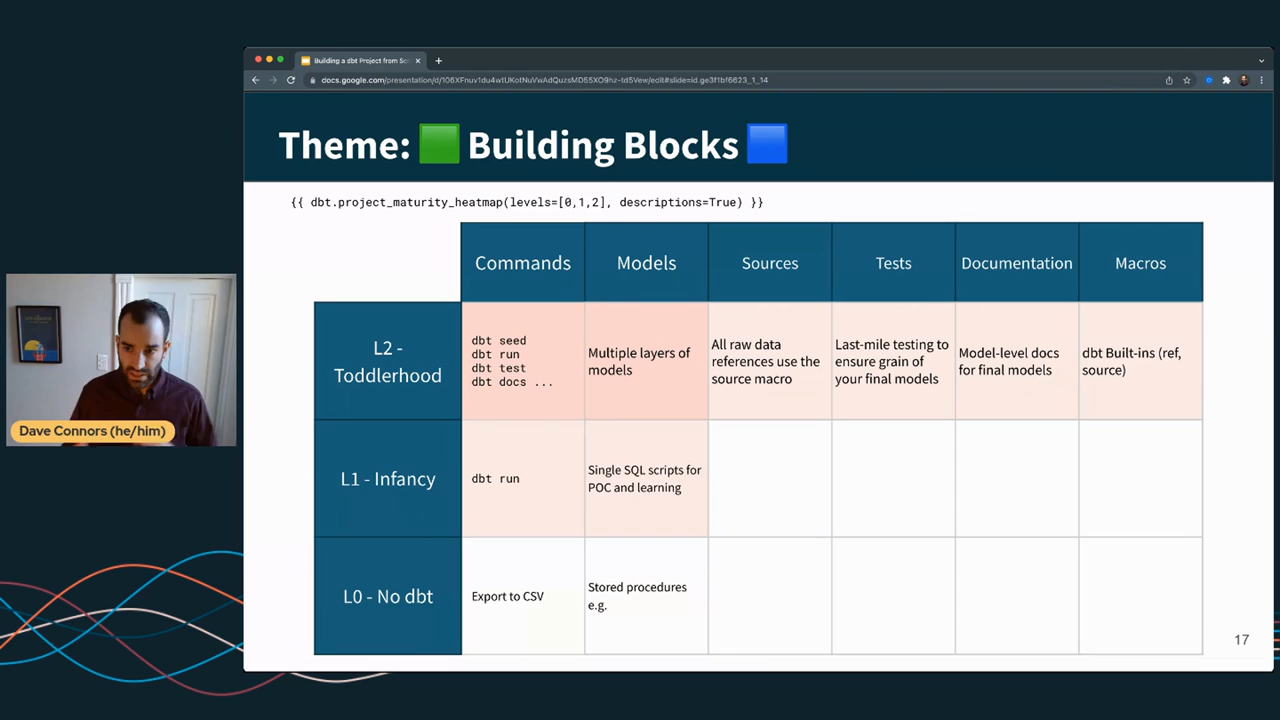 Building a dbt Project from Scr
docs.google.com/presentation/d/106XFnuv1du4wtUKotNuVwAdQuzsMD55XO9hz-td5Vew/edit#slide=id.ge3f1bf6623_1_14
Theme: 🟩 Building Blocks 🟦
{{ dbt.project_maturity_heatmap(levels=[0,1,2], descriptions=True) }}
Commands
Models
Sources
Tests
Documentation
Macros
L2 -
Toddlerhood
dbt seed
dbt run
dbt test
dbt docs ...
Multiple layers of
models
All raw data
references use the
source macro
Last-mile testing to
ensure grain of
your final models
Model-level docs
for final models
dbt Built-ins (ref,
source)
L1 - Infancy
dbt run
Single SQL scripts for
POC and learning
L0 - No dbt
Export to CSV
Stored procedures
e.g.
17
Dave Connors (he/him)